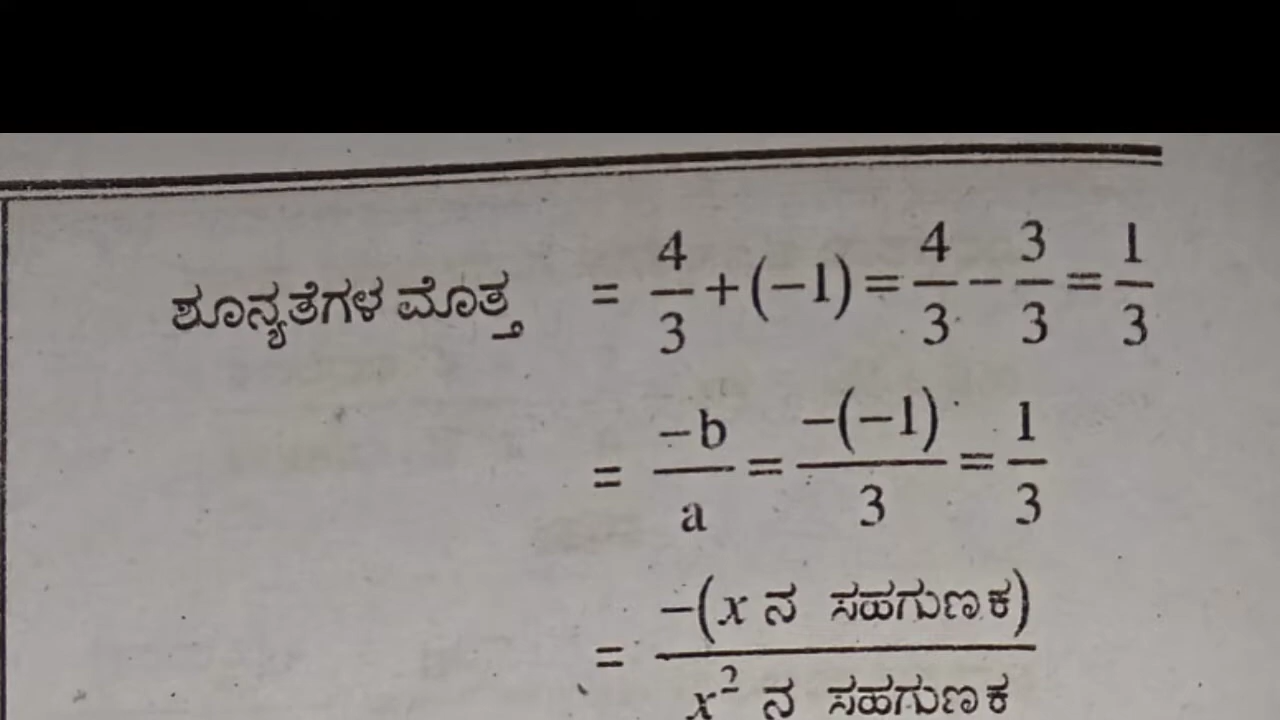 ಶೂನ್ಯತೆಗಳ ಮೊತ್ತ = 4/3 + (−1) = 4/3 − 3/3 = 1/3
= −b/a = −(−1)/3 = 1/3
= −(x ನ ಸಹಗುಣಕ)/x² ನ ಸಹಗುಣಕ